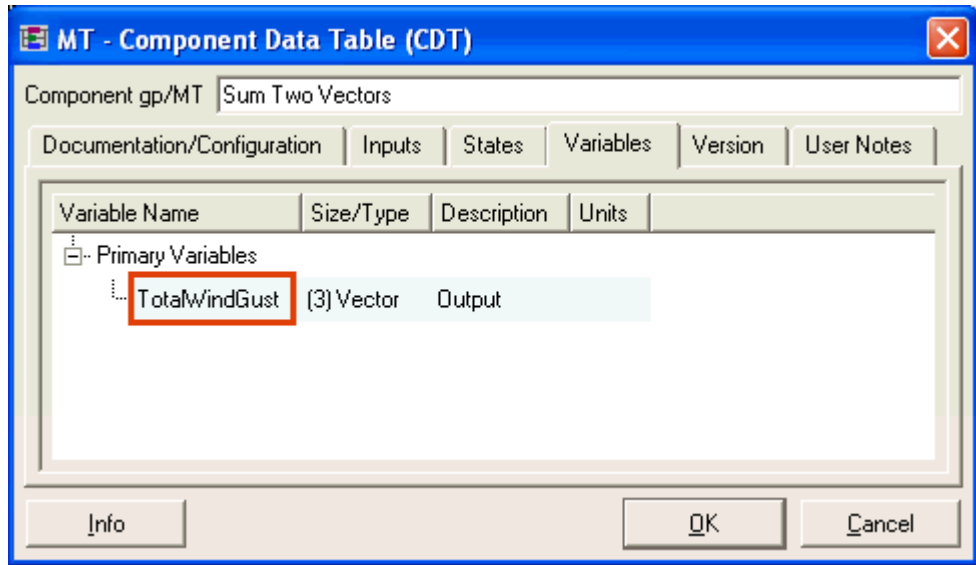 MT - Component Data Table (CDT)
Component gp/MT Sum Two Vectors
Documentation/Configuration Inputs States Variables Version User Notes
Variable Name Size/Type Description Units
Primary Variables
TotalWindGust (3) Vector Output
Info OK Cancel